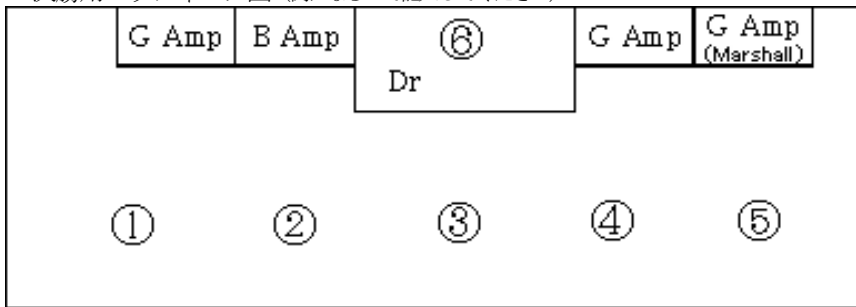 G Amp B Amp ⑥ G Amp G Amp
(Marshall)
Dr
① ② ③ ④ ⑤